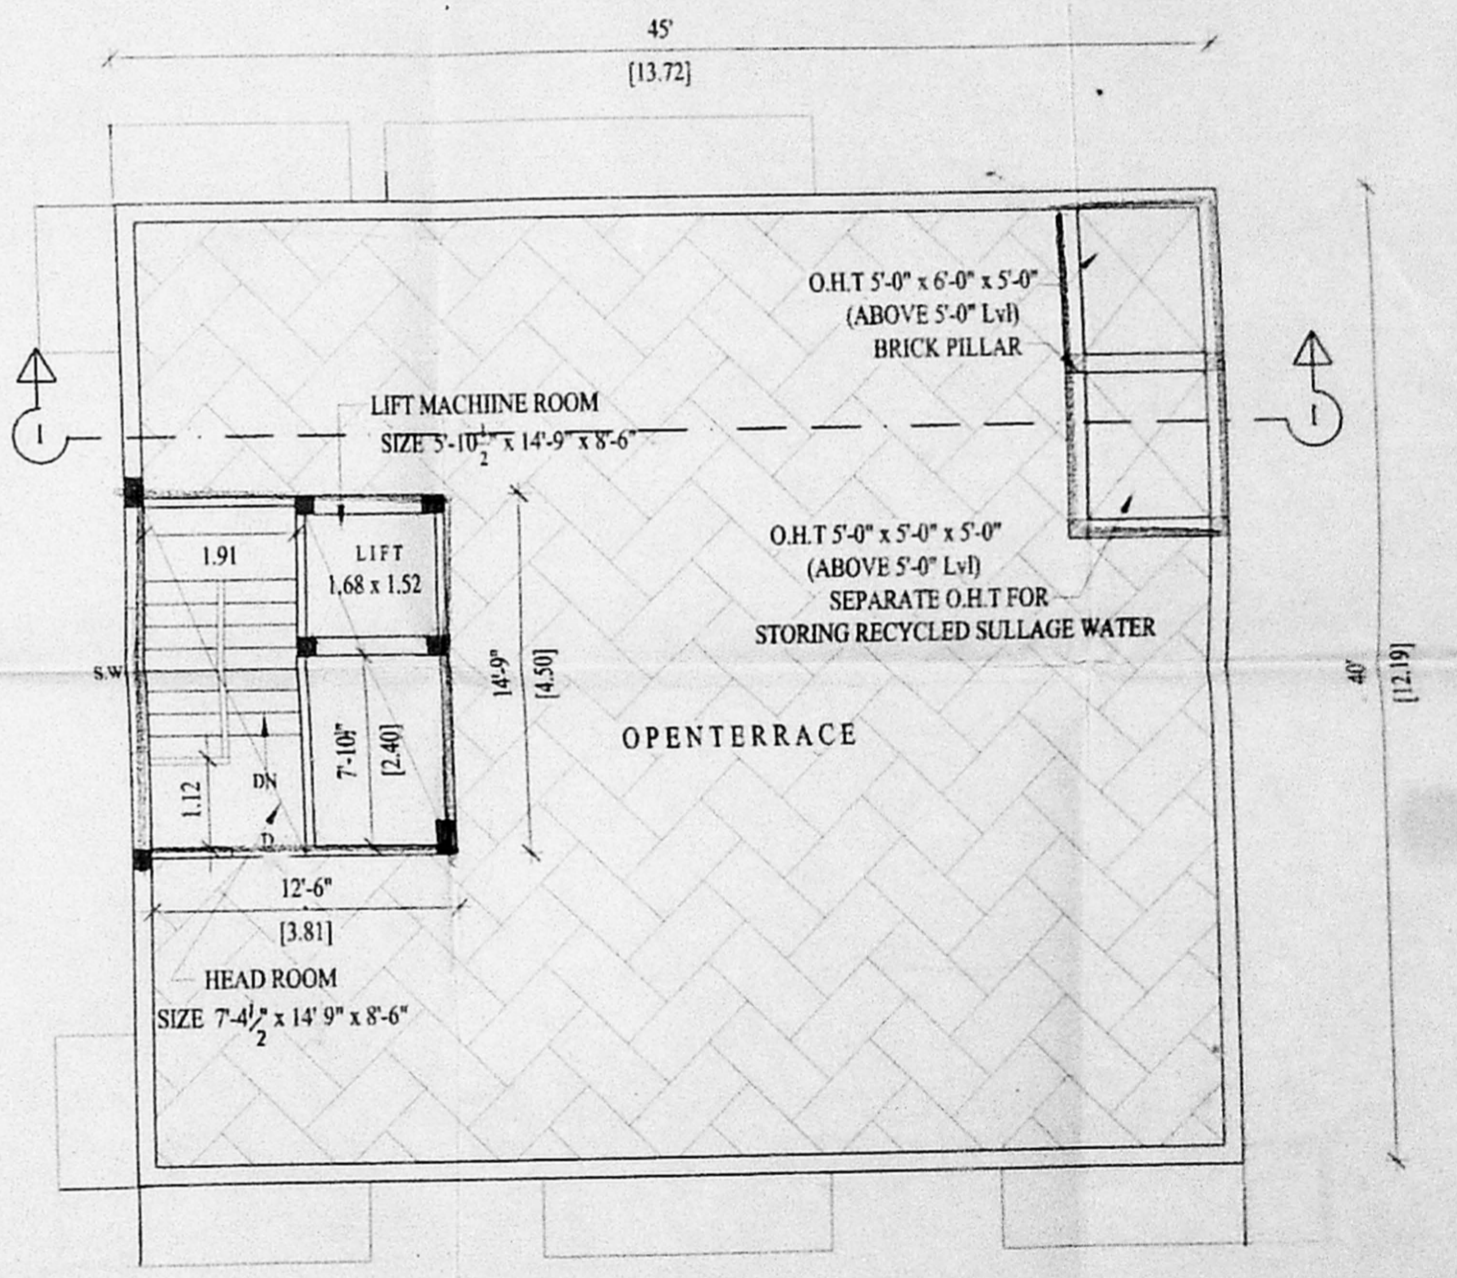 45'
[13.72]
O.H.T 5'-0" x 6'-0" x 5'-0"
(ABOVE 5'-0" Lvl)
BRICK PILLAR
LIFT MACHIINE ROOM
SIZE 5'-10½" x 14'-9" x 8'-6"
1
1
1.91
LIFT
1.68 x 1.52
O.H.T 5'-0" x 5'-0" x 5'-0"
(ABOVE 5'-0" Lvl)
SEPARATE O.H.T FOR
STORING RECYCLED SULLAGE WATER
S.W
14'-9"
[4.50]
40'
[12.19]
OPENTERRACE
7'-10½"
[2.40]
DN
1.12
D
12'-6"
[3.81]
HEAD ROOM
SIZE 7'-4½" x 14' 9" x 8'-6"